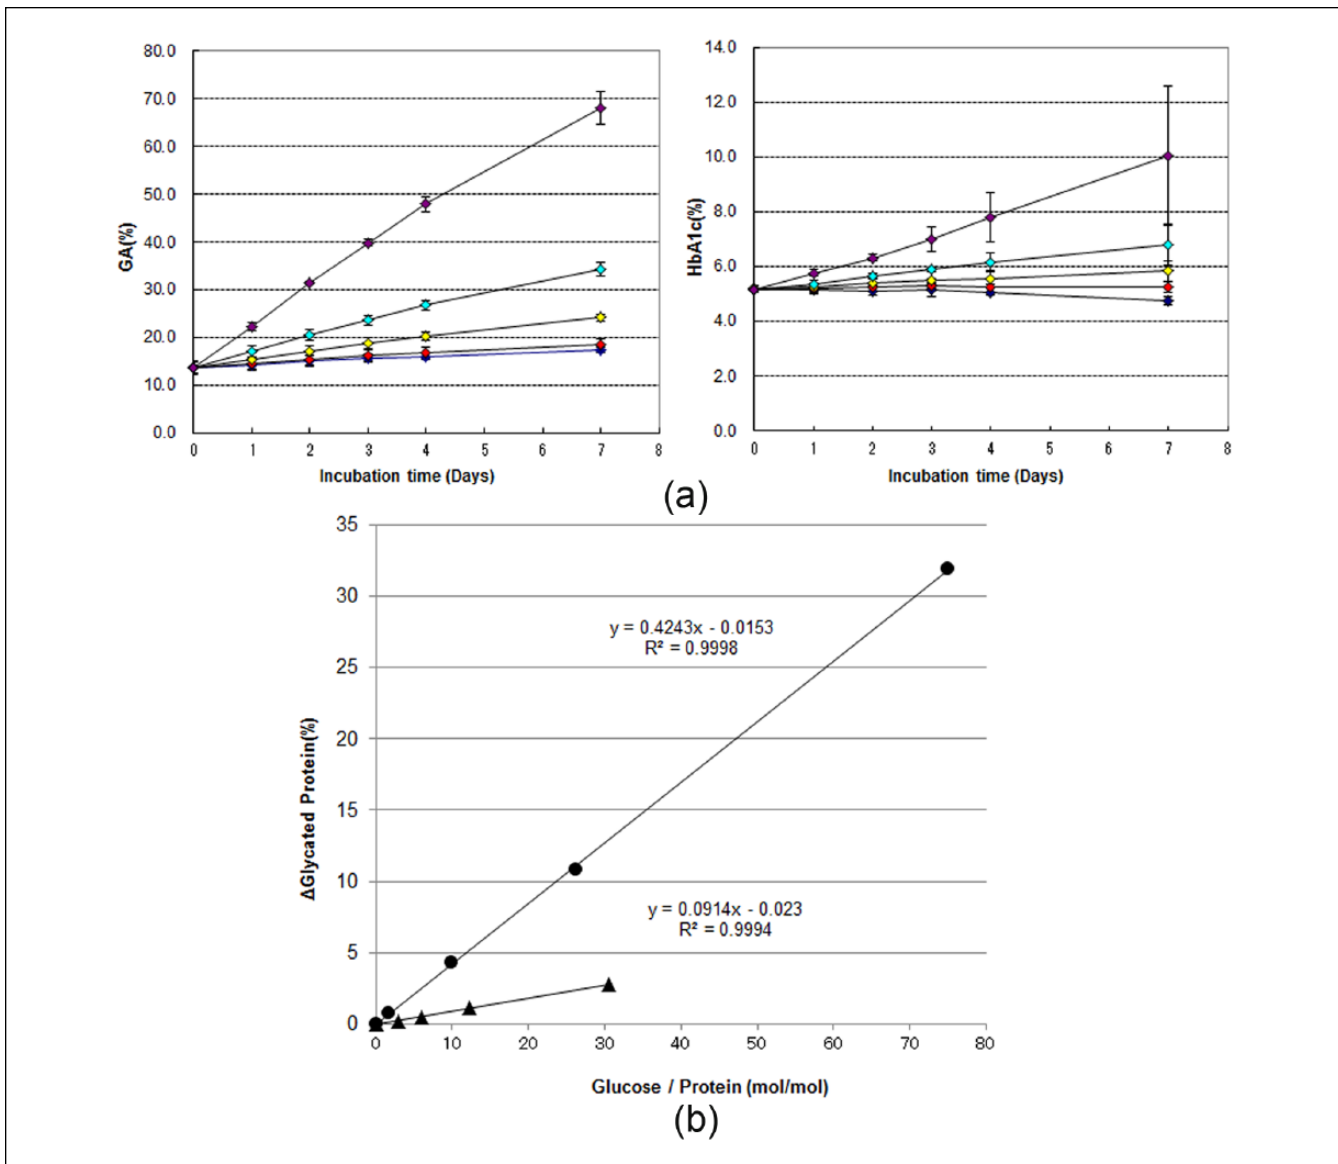 80.0
70.0
60.0
50.0
40.0
30.0
20.0
10.0
0.0
GA(%)
0 1 2 3 4 5 6 7 8
Incubation time (Days)
14.0
12.0
10.0
8.0
6.0
4.0
2.0
0.0
HbA1c(%)
0 1 2 3 4 5 6 7 8
Incubation time (Days)
(a)
35
30
25
20
15
10
5
0
ΔGlycated Protein(%)
y = 0.4243x - 0.0153
R² = 0.9998
y = 0.0914x - 0.023
R² = 0.9994
0 10 20 30 40 50 60 70 80
Glucose / Protein (mol/mol)
(b)